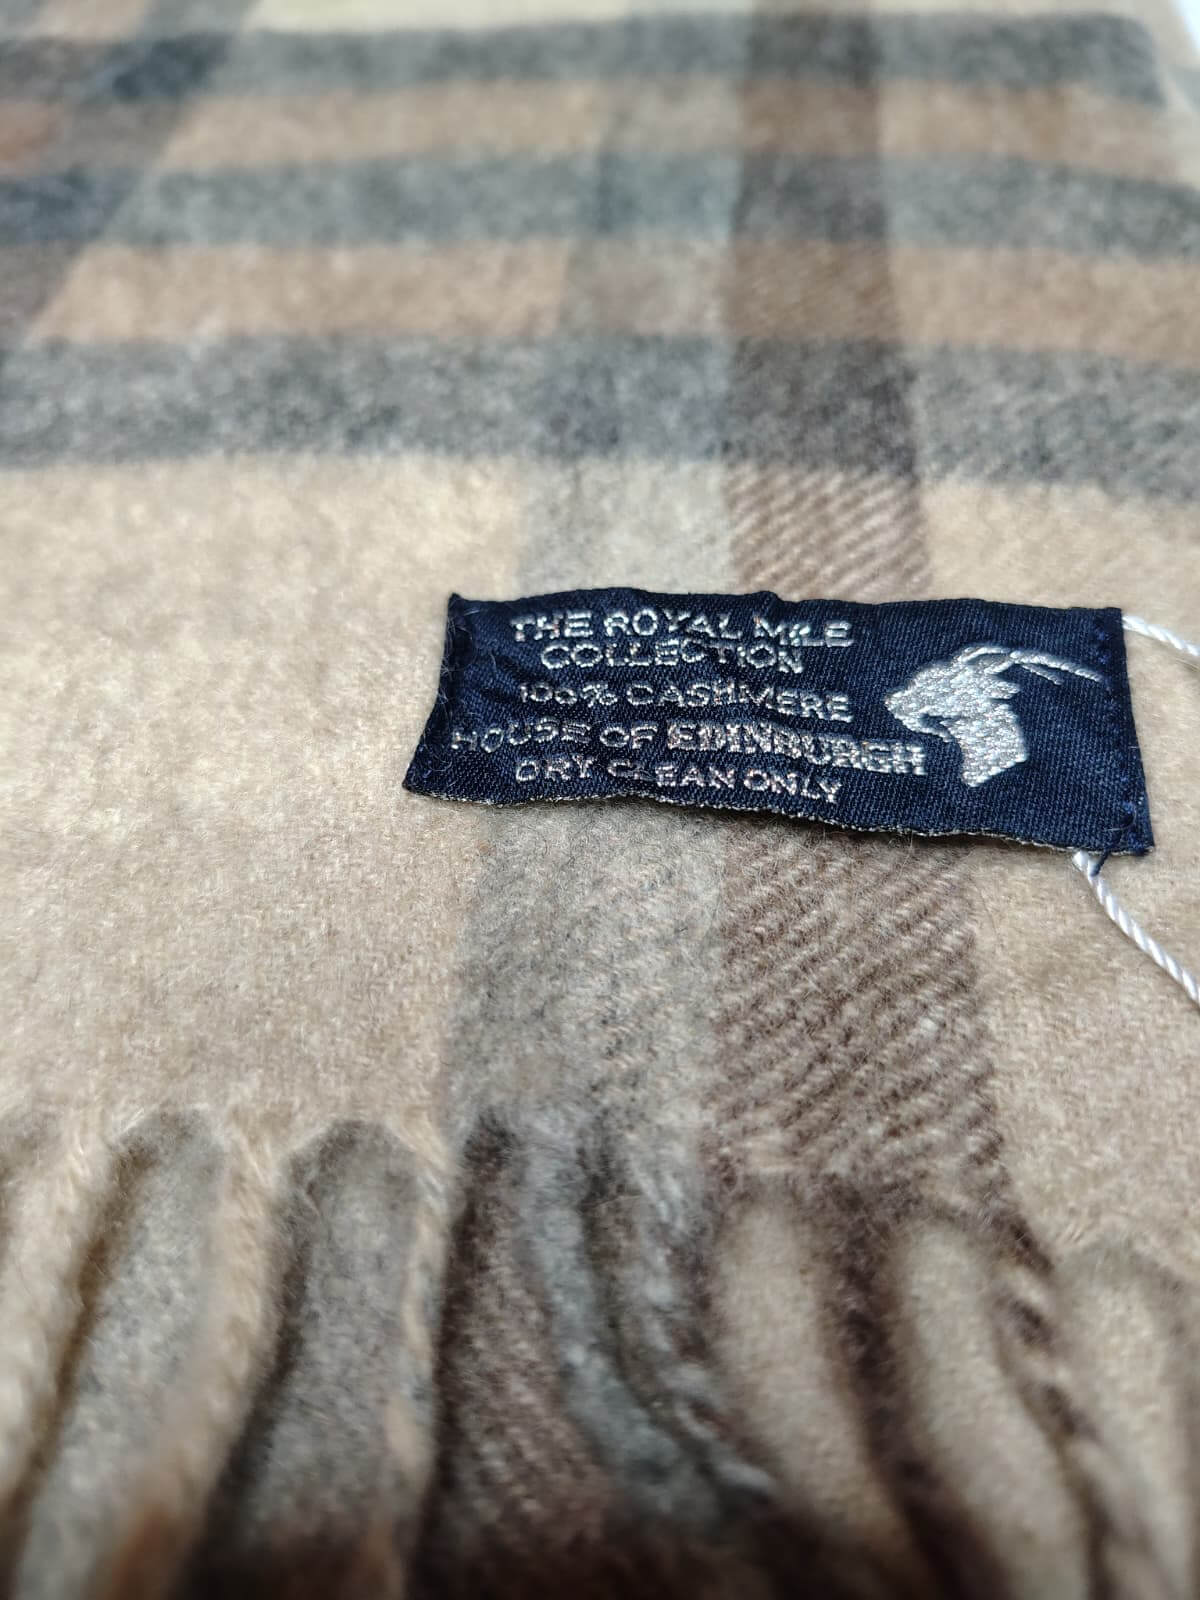 THE ROYAL MILE
COLLECTION
100% CASHMERE
HOUSE OF EDINBURGH
DRY CLEAN ONLY